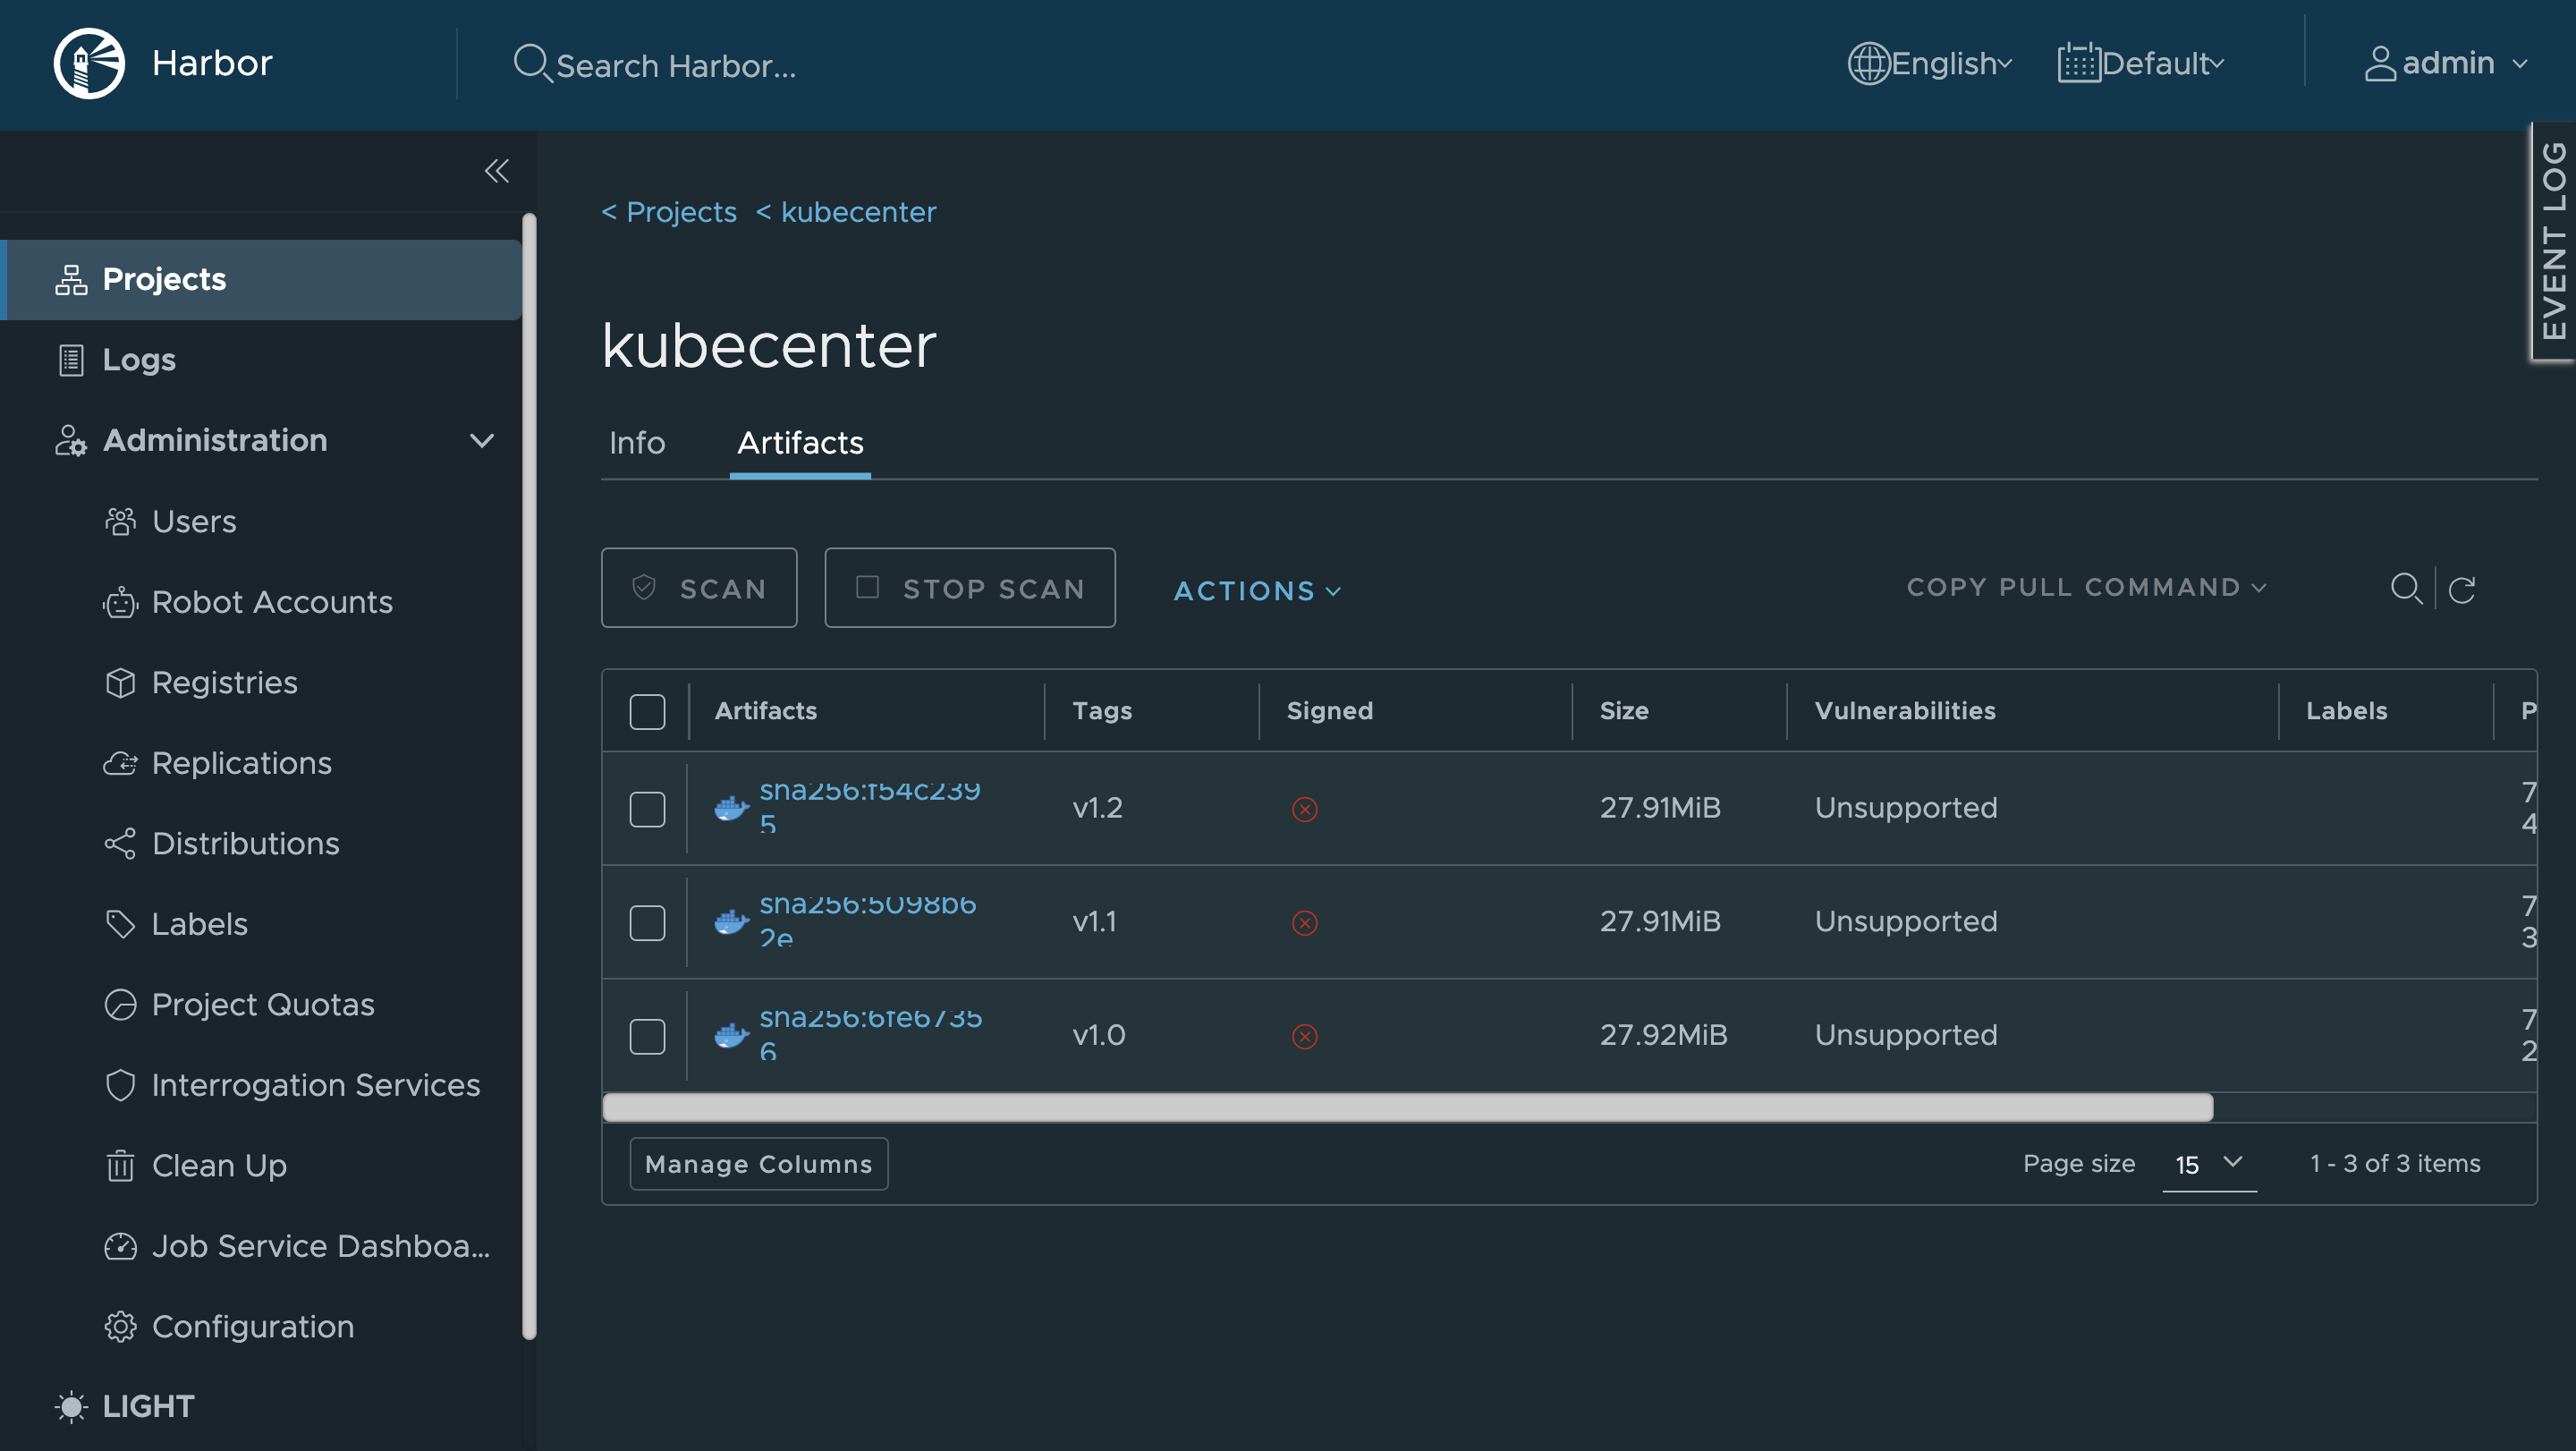 Harbor
Search Harbor...
English
Default
admin
EVENT LOG
Projects
Logs
Administration
Users
Robot Accounts
Registries
Replications
Distributions
Labels
Project Quotas
Interrogation Services
Clean Up
Job Service Dashboa...
Configuration
LIGHT
< Projects < kubecenter
kubecenter
Info Artifacts
SCAN STOP SCAN ACTIONS COPY PULL COMMAND
Artifacts Tags Signed Size Vulnerabilities Labels P
sha256:f54c239
5 v1.2 27.91MiB Unsupported 7
4
sha256:5098b6
2e v1.1 27.91MiB Unsupported 7
3
sha256:6fe6735
6 v1.0 27.92MiB Unsupported 7
2
Manage Columns Page size 15 1 - 3 of 3 items